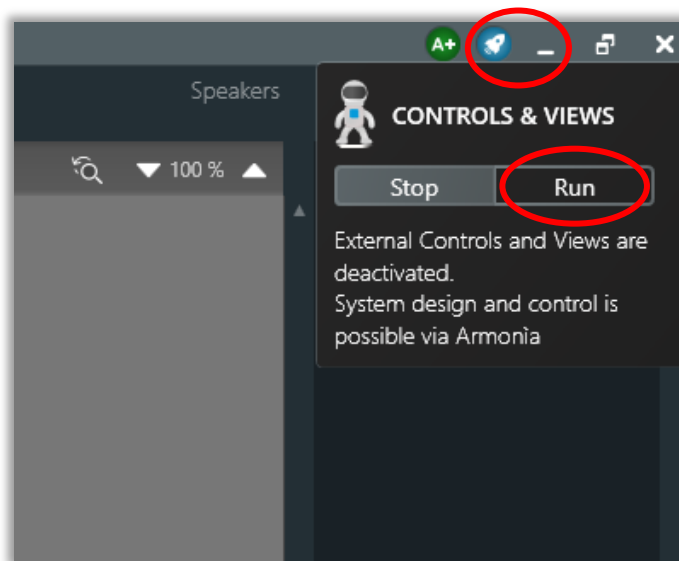 A+
Speakers
CONTROLS & VIEWS
100 %
Stop Run
External Controls and Views are
deactivated.
System design and control is
possible via Armonìa